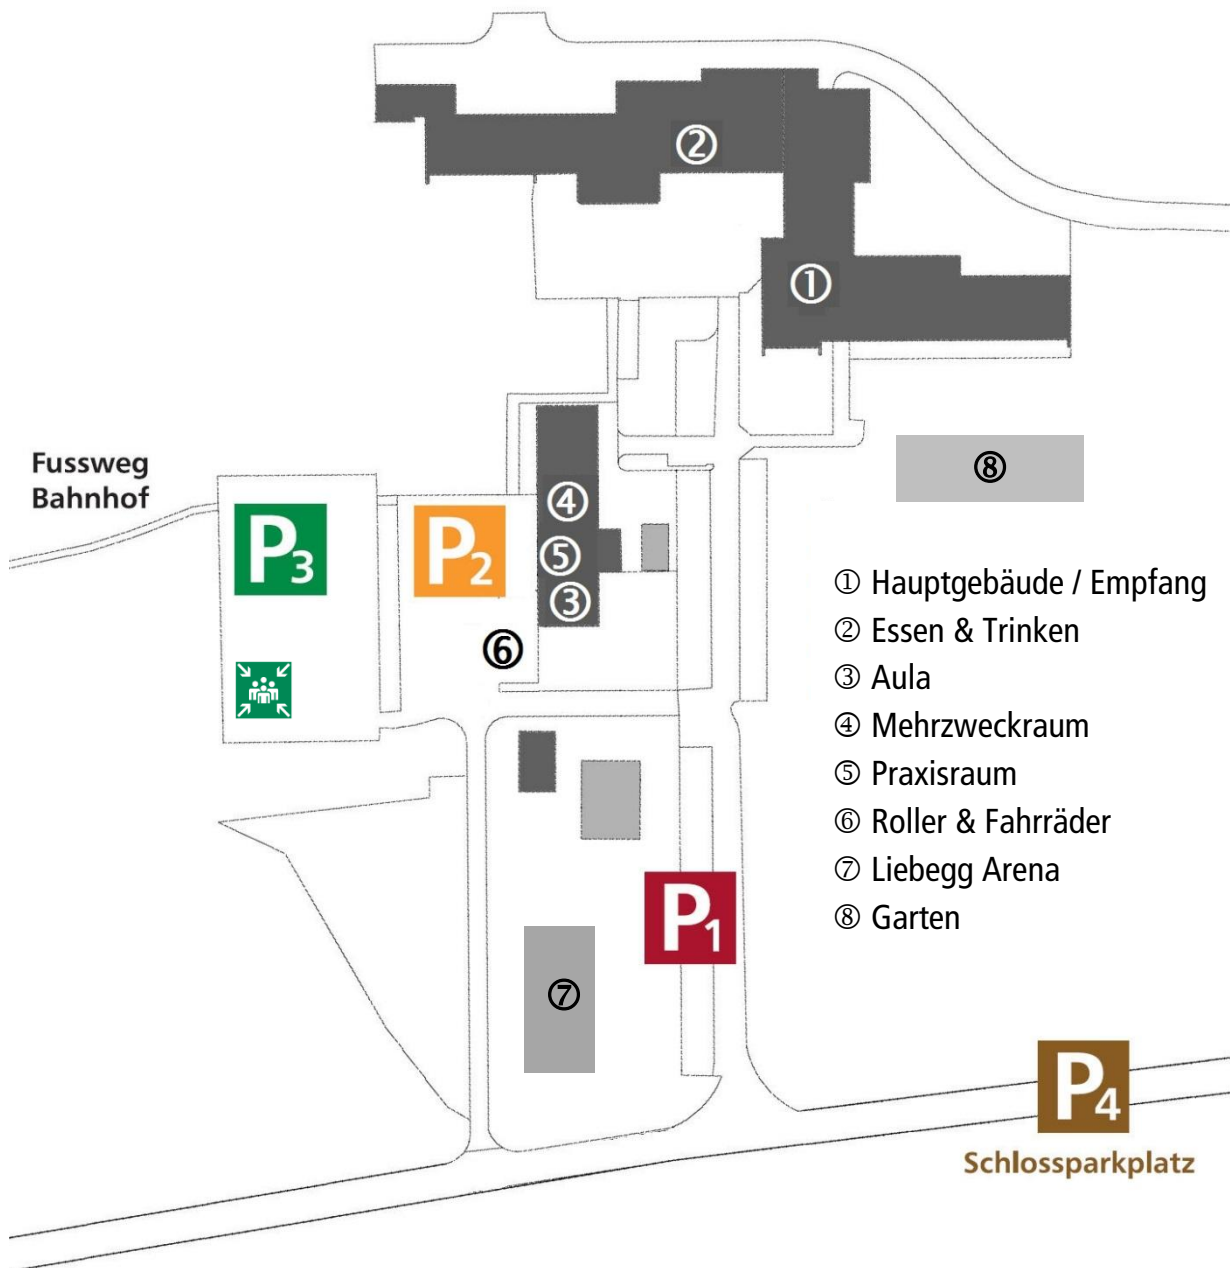 ②
①
Fussweg
Bahnhof
⑧
P3
P2
④
⑤
③
⑥
① Hauptgebäude / Empfang
② Essen & Trinken
③ Aula
④ Mehrzweckraum
⑤ Praxisraum
⑥ Roller & Fahrräder
⑦ Liebegg Arena
⑧ Garten
P1
⑦
P4
Schlossparkplatz